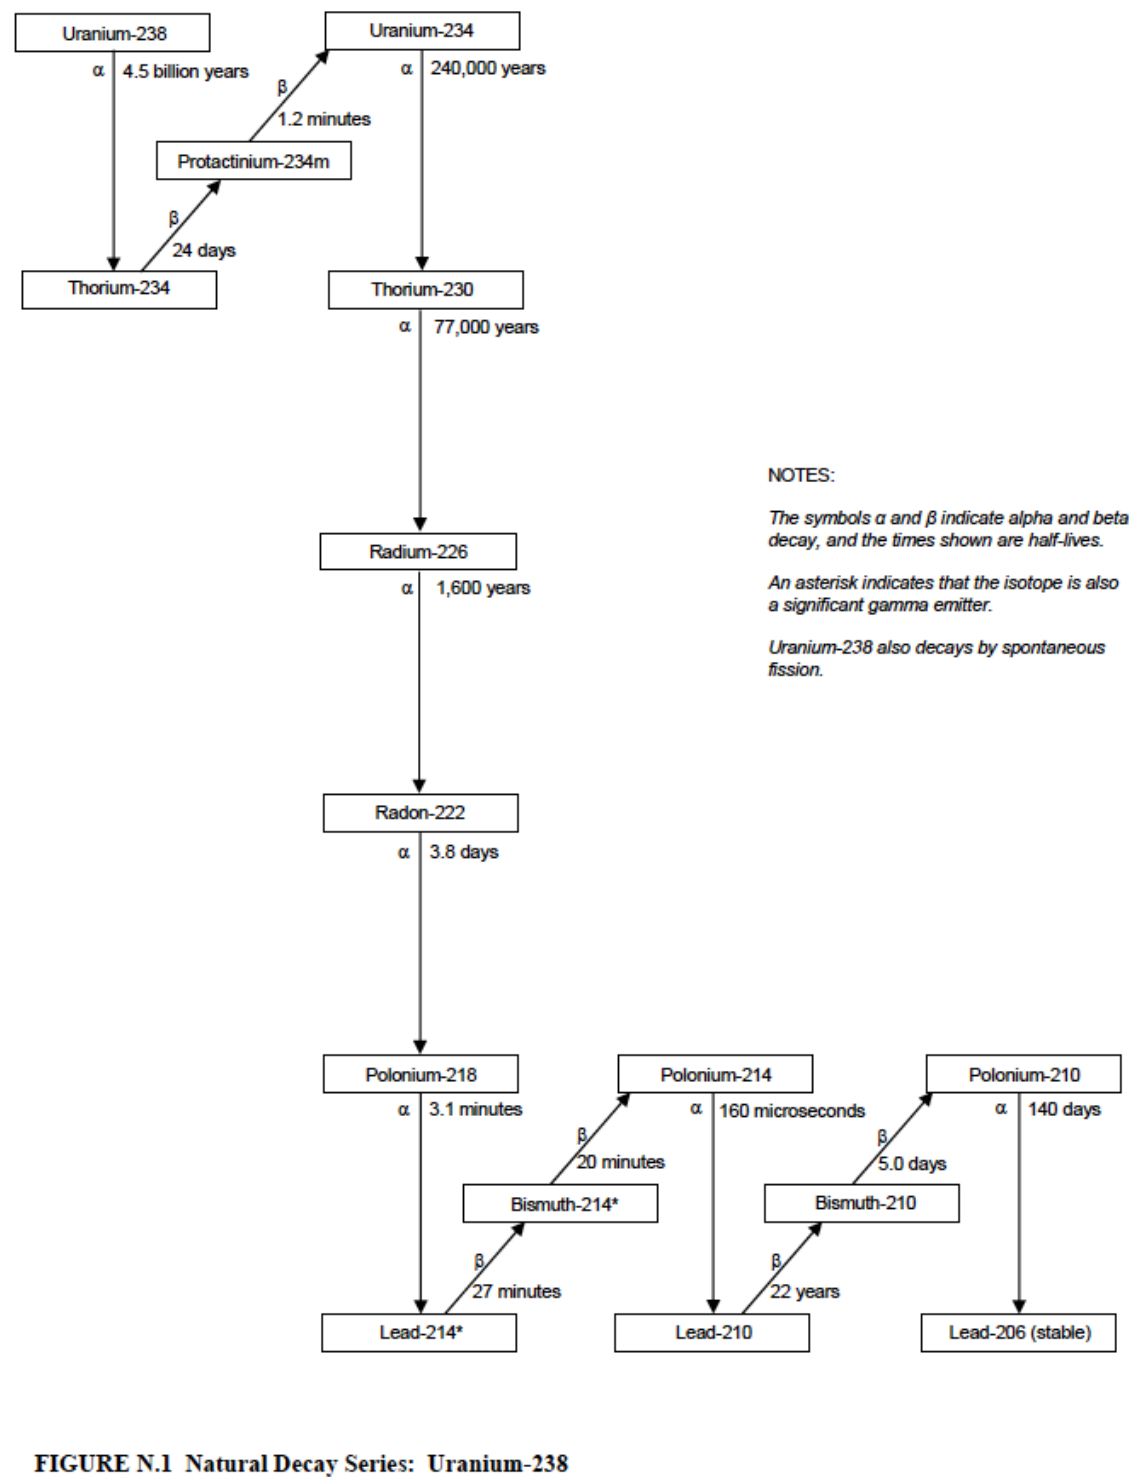 Uranium-238
Uranium-234
α 4.5 billion years
α 240,000 years
β
1.2 minutes
Protactinium-234m
β
24 days
Thorium-234
Thorium-230
α 77,000 years
NOTES:
The symbols α and β indicate alpha and beta
decay, and the times shown are half-lives.
Radium-226
α 1,600 years
An asterisk indicates that the isotope is also
a significant gamma emitter.
Uranium-238 also decays by spontaneous
fission.
Radon-222
α 3.8 days
Polonium-218
Polonium-214
Polonium-210
α 3.1 minutes
α 160 microseconds
α 140 days
β
20 minutes
β
5.0 days
Bismuth-214*
Bismuth-210
β
27 minutes
β
22 years
Lead-214*
Lead-210
Lead-206 (stable)
FIGURE N.1 Natural Decay Series: Uranium-238